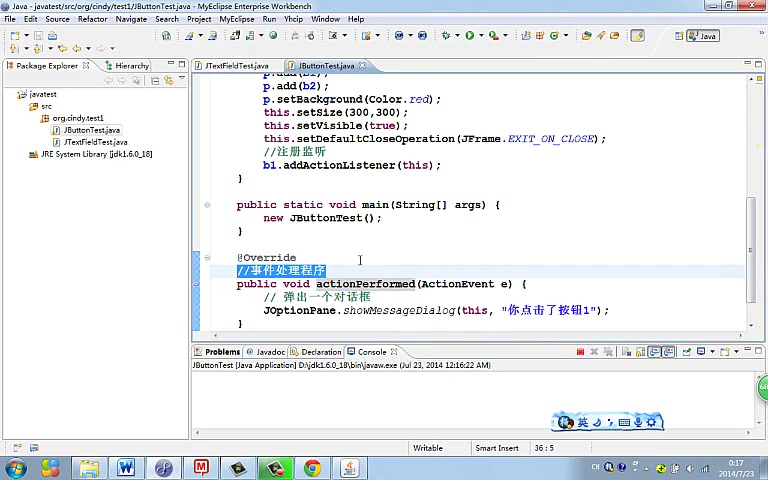 Java - javatest/src/org/cindy/test1/JButtonTest.java - MyEclipse Enterprise Workbench
File Edit Source Refactor Navigate Search Project MyEclipse Run Yicha Window Help
Java
Package Explorer Hierarchy
JTextFieldTest.java JButtonTest.java
javatest
src
org.cindy.test1
JButtonTest.java
JTextFieldTest.java
JRE System Library [jdk1.6.0_18]
p.add(b1);
p.add(b2);
p.setBackground(Color.red);
this.setSize(300,300);
this.setVisible(true);
this.setDefaultCloseOperation(JFrame.EXIT_ON_CLOSE);
//注册监听
b1.addActionListener(this);
}
public static void main(String[] args) {
new JButtonTest();
}
@Override
//事件处理程序
public void actionPerformed(ActionEvent e) {
// 弹出一个对话框
JOptionPane.showMessageDialog(this, "你点击了按钮1");
}
Problems Javadoc Declaration Console
JButtonTest [Java Application] D:\jdk1.6.0_18\bin\javaw.exe (Jul 23, 2014 12:16:22 AM)
英
Writable Smart Insert 36 : 5
CH 0:17
2014/7/23